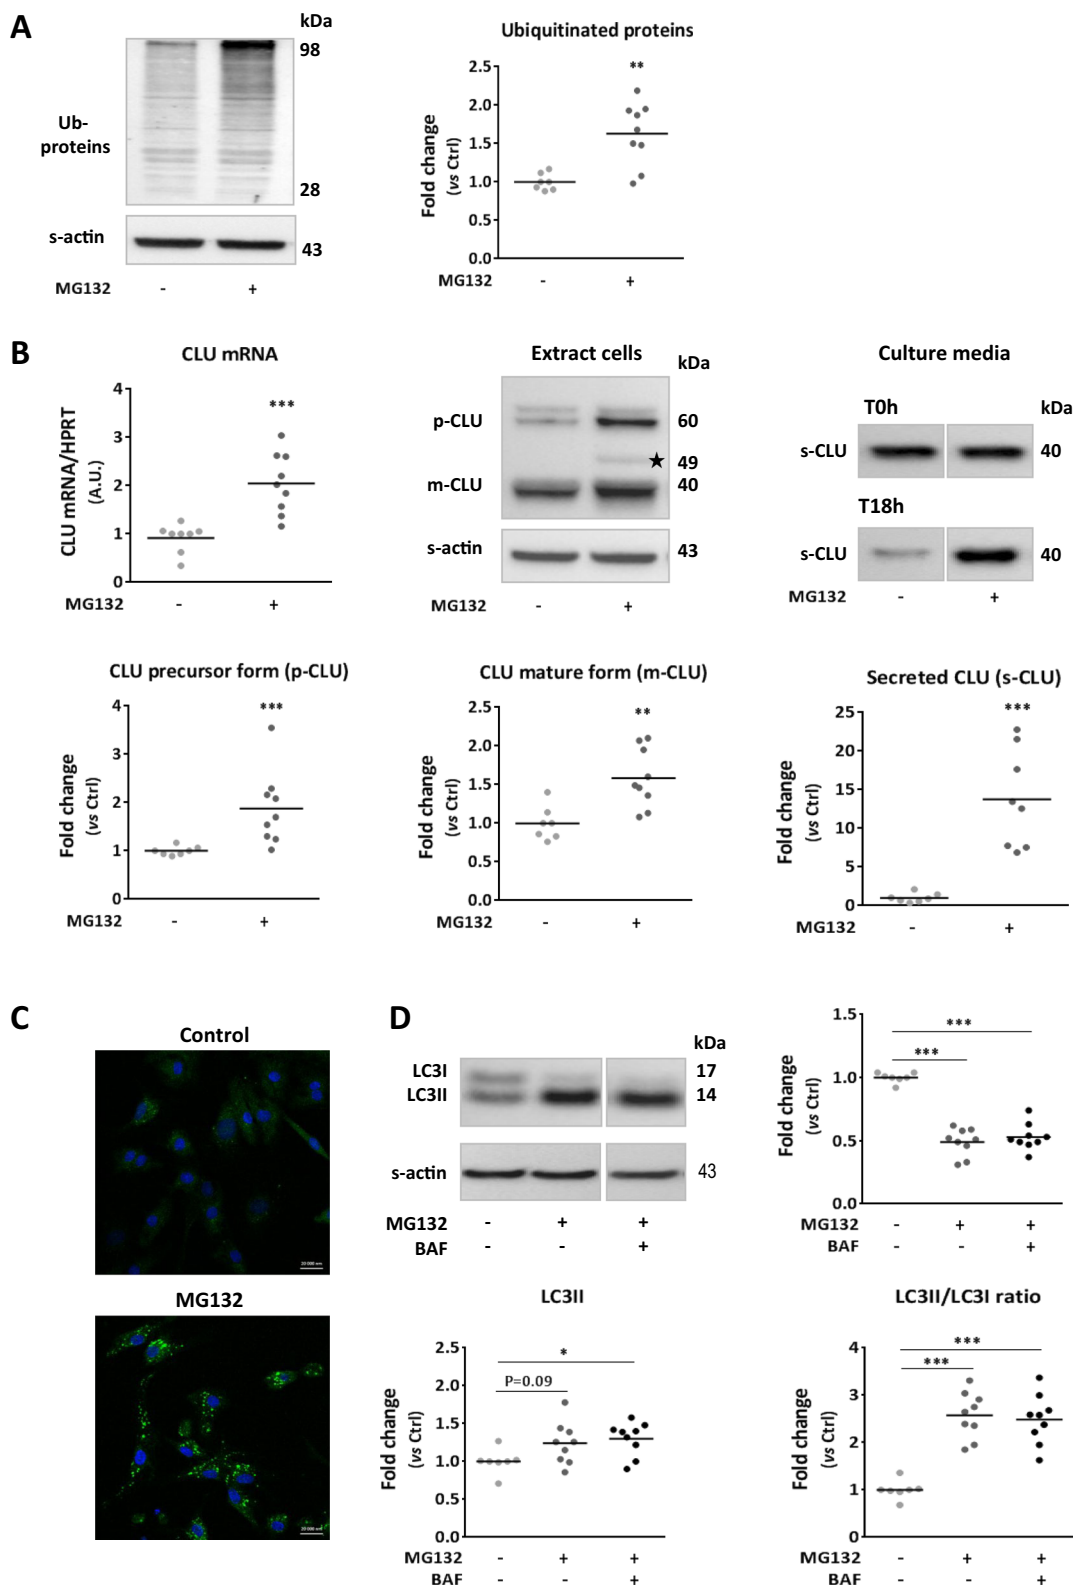 A
kDa
98
Ub-
proteins
28
s-actin
43
MG132 - +
Ubiquitinated proteins
Fold change
(vs Ctrl)
2.5
2.0
1.5
1.0
0.5
0.0
**
MG132 - +
B
CLU mRNA
CLU mRNA/HPRT
(A.U.)
4
3
2
1
0
***
MG132 - +
Extract cells
kDa
p-CLU 60
★ 49
m-CLU 40
s-actin 43
MG132 - +
Culture media
T0h
kDa
s-CLU 40
T18h
s-CLU 40
MG132 - +
CLU precursor form (p-CLU)
Fold change
(vs Ctrl)
4
3
2
1
0
***
MG132 - +
CLU mature form (m-CLU)
Fold change
(vs Ctrl)
2.5
2.0
1.5
1.0
0.5
0.0
**
MG132 - +
Secreted CLU (s-CLU)
Fold change
(vs Ctrl)
25
20
15
10
5
0
***
MG132 - +
C
Control
20 000 nm
MG132
20 000 nm
D
kDa
LC3I 17
LC3II 14
s-actin 43
MG132 - + +
BAF - - +
Fold change
(vs Ctrl)
1.5
1.0
0.5
0.0
***
***
MG132 - + +
BAF - - +
LC3II
Fold change
(vs Ctrl)
2.5
2.0
1.5
1.0
0.5
0.0
*
P=0.09
MG132 - + +
BAF - - +
LC3II/LC3I ratio
Fold change
(vs Ctrl)
4
3
2
1
0
***
***
MG132 - + +
BAF - - +